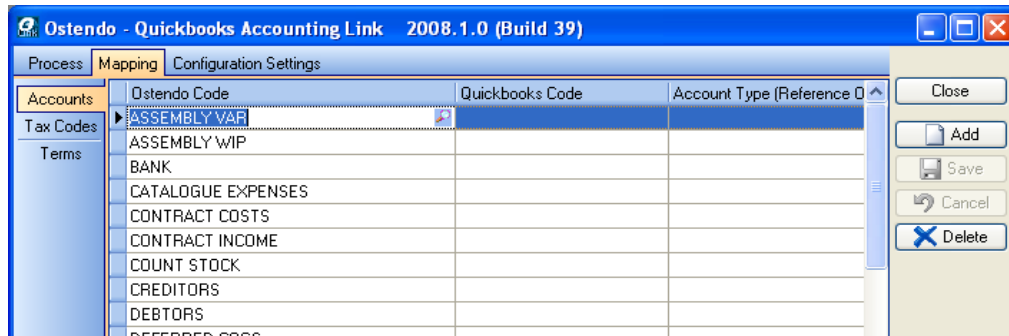 Ostendo - Quickbooks Accounting Link 2008.1.0 (Build 39)
Process Mapping Configuration Settings
Accounts
Tax Codes
Terms
Ostendo Code Quickbooks Code Account Type (Reference O
ASSEMBLY VAR
ASSEMBLY WIP
BANK
CATALOGUE EXPENSES
CONTRACT COSTS
CONTRACT INCOME
COUNT STOCK
CREDITORS
DEBTORS
Close
Add
Save
Cancel
Delete